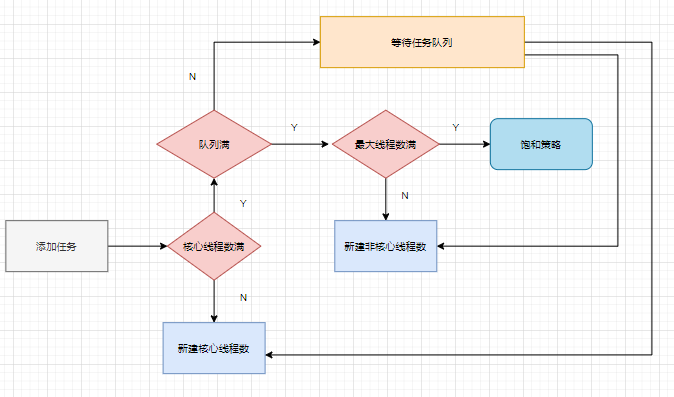 等待任务队列
N
队列满
Y
最大线程数满
Y
饱和策略
N
Y
添加任务
核心线程数满
新建非核心线程数
N
新建核心线程数